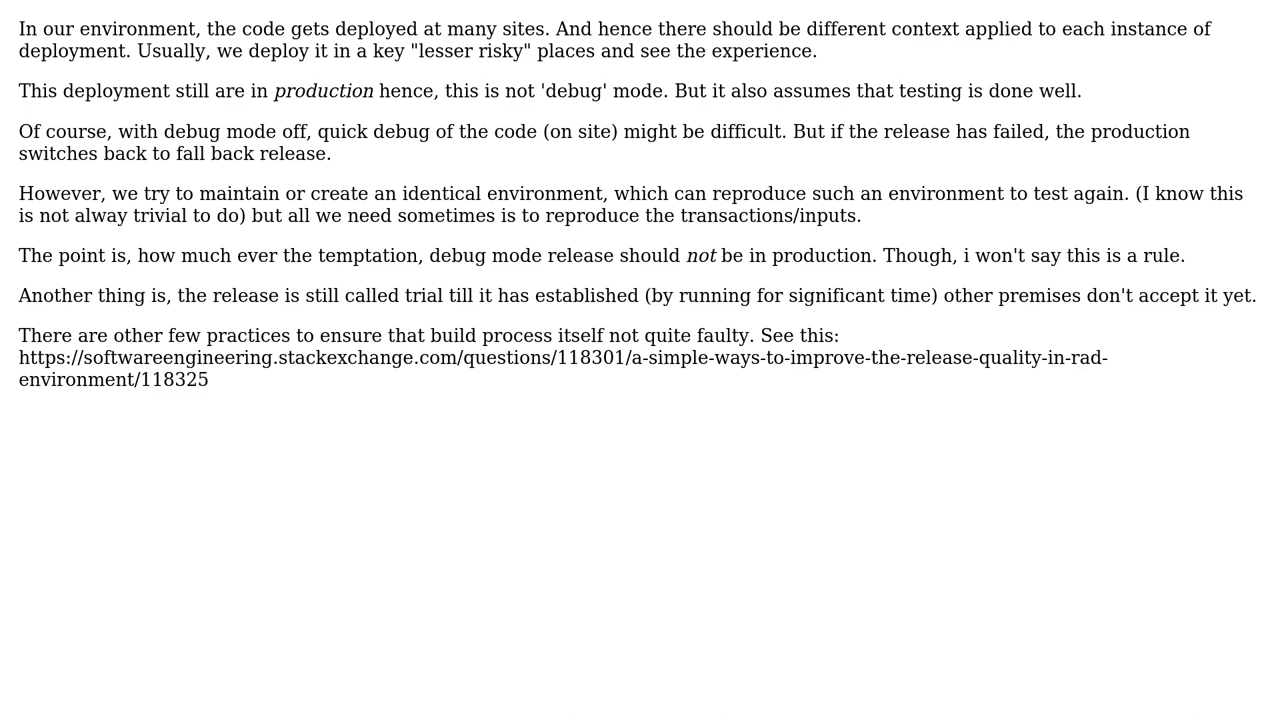 In our environment, the code gets deployed at many sites. And hence there should be different context applied to each instance of
deployment. Usually, we deploy it in a key "lesser risky" places and see the experience.
This deployment still are in production hence, this is not 'debug' mode. But it also assumes that testing is done well.
Of course, with debug mode off, quick debug of the code (on site) might be difficult. But if the release has failed, the production
switches back to fall back release.
However, we try to maintain or create an identical environment, which can reproduce such an environment to test again. (I know this
is not alway trivial to do) but all we need sometimes is to reproduce the transactions/inputs.
The point is, how much ever the temptation, debug mode release should not be in production. Though, i won't say this is a rule.
Another thing is, the release is still called trial till it has established (by running for significant time) other premises don't accept it yet.
There are other few practices to ensure that build process itself not quite faulty. See this:
https://softwareengineering.stackexchange.com/questions/118301/a-simple-ways-to-improve-the-release-quality-in-rad-
environment/118325